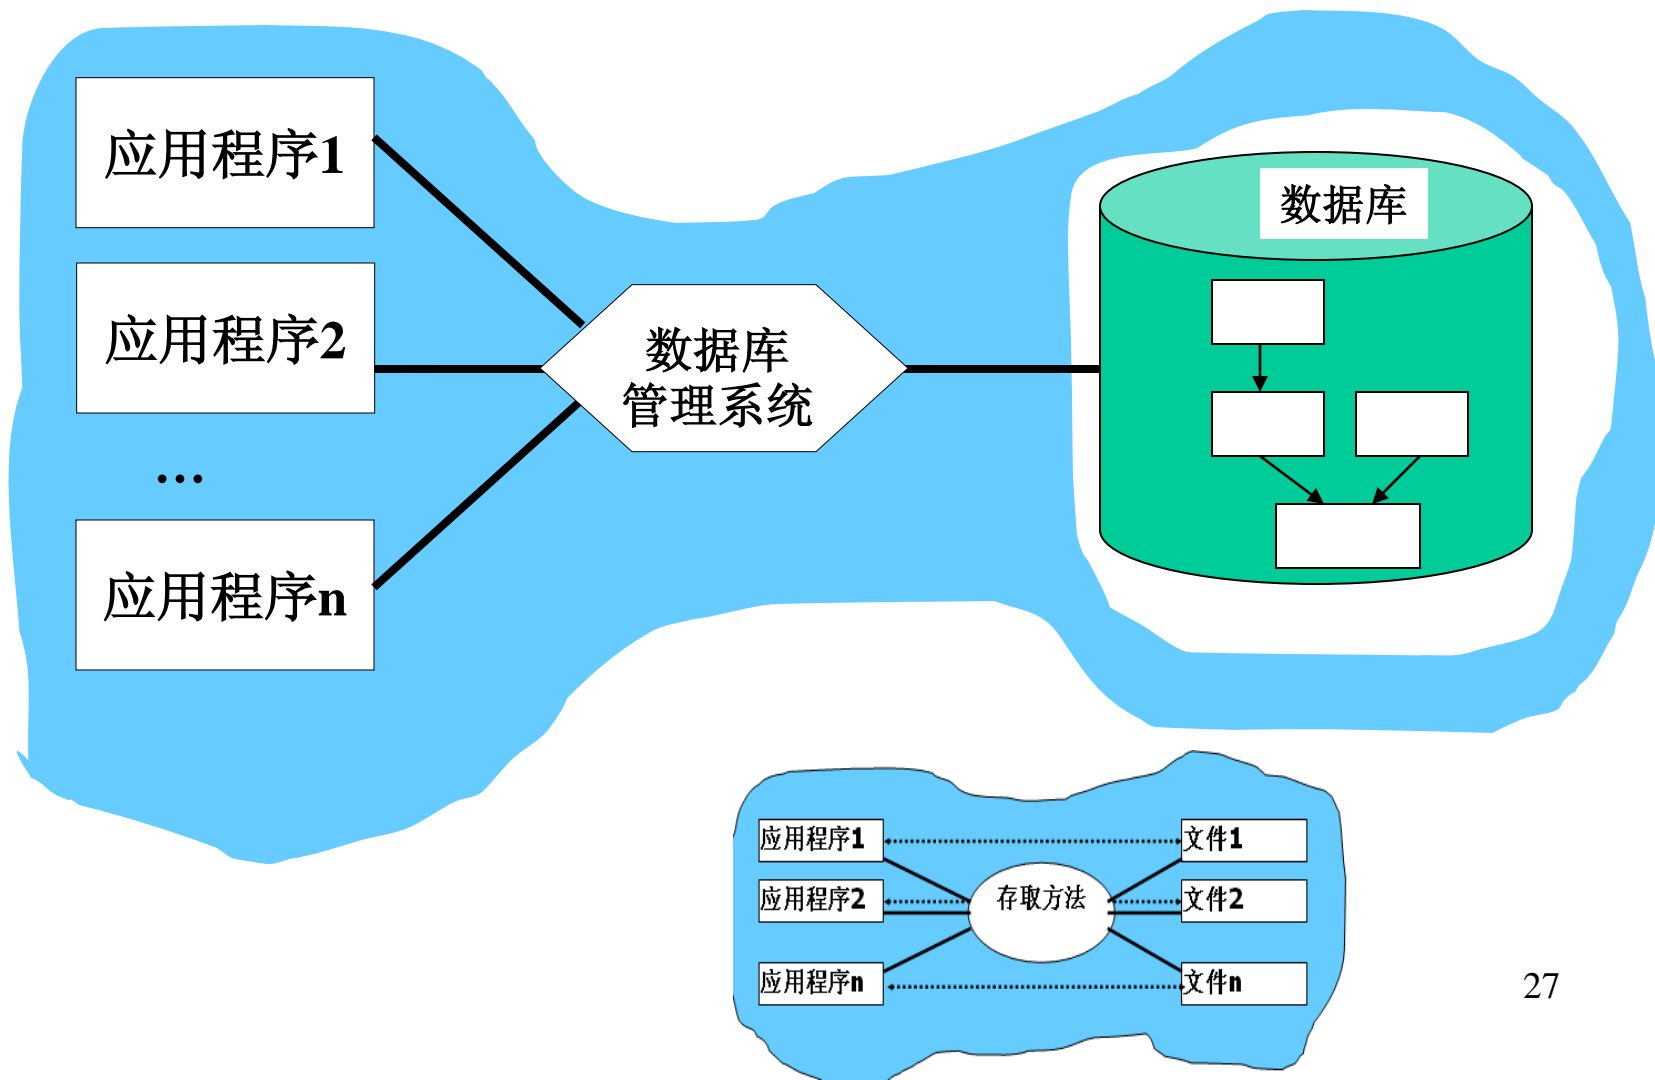 应用程序1
应用程序2
…
应用程序n
数据库
管理系统
数据库
应用程序1
应用程序2
应用程序n
存取方法
文件1
文件2
文件n
27